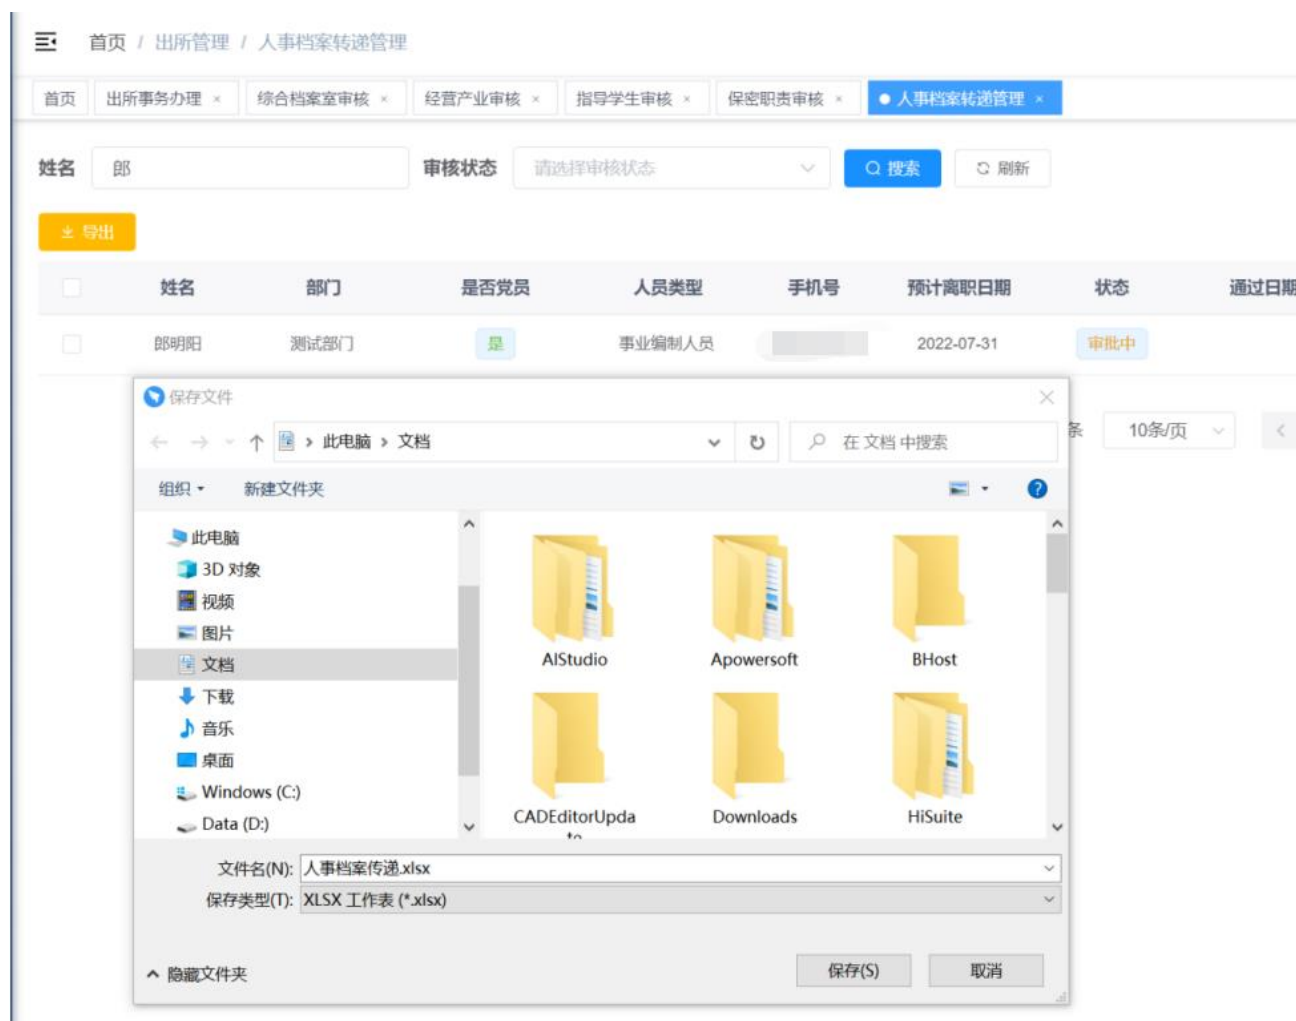 首页 / 出所管理 / 人事档案转递管理
首页 出所事务办理 × 综合档案室审核 × 经营产业审核 × 指导学生审核 × 保密职责审核 × 人事档案转递管理 ×
姓名 郎 审核状态 请选择审核状态 搜索 刷新
导出
姓名 部门 是否党员 人员类型 手机号 预计离职日期 状态 通过日期
郎明阳 测试部门 是 事业编制人员 2022-07-31 审批中
保存文件
此电脑 › 文档 在 文档 中搜索
条 10条/页
组织 新建文件夹
此电脑
3D 对象
视频
图片
文档
下载
音乐
桌面
Windows (C:)
Data (D:)
AIStudio Apowersoft BHost
CADEditorUpda Downloads HiSuite
文件名(N): 人事档案传递.xlsx
保存类型(T): XLSX 工作表 (*.xlsx)
隐藏文件夹 保存(S) 取消